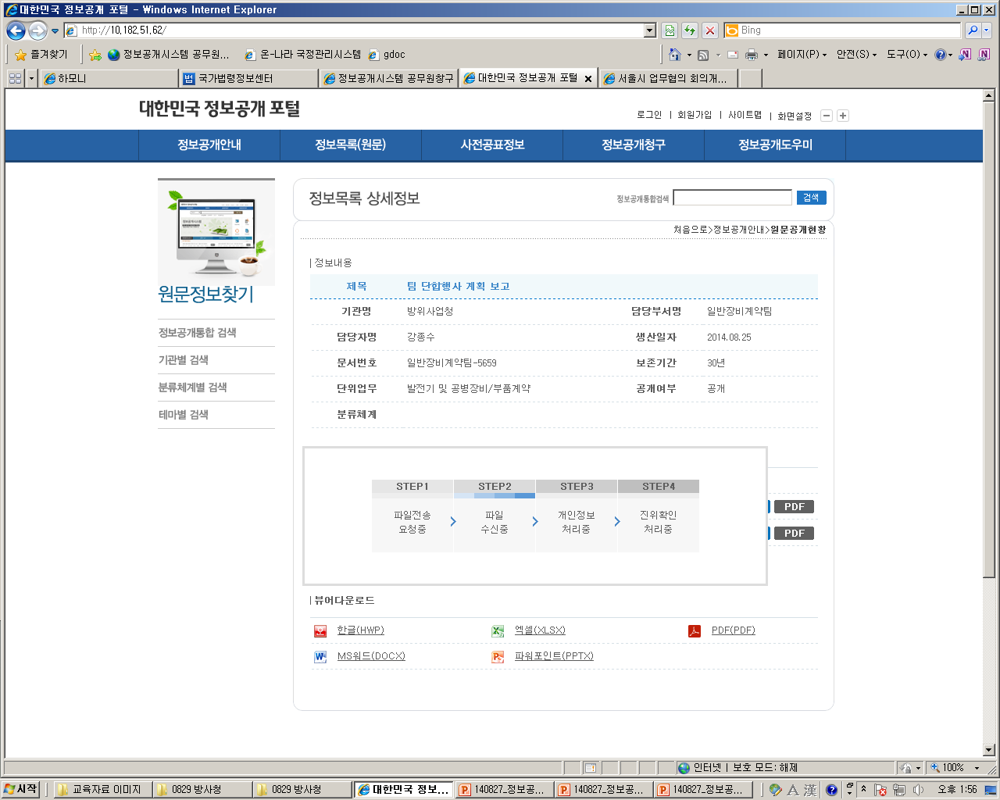 대한민국 정보공개 포털 - Windows Internet Explorer
http://10.182.51.62/
Bing
즐겨찾기 정보공개시스템 공무원... 온-나라 국정관리시스템 gdoc 페이지(P) 안전(S) 도구(O)
하모니 법 국가법령정보센터 정보공개시스템 공무원창구 대한민국 정보공개 포털 서울시 업무협의 회의개...
대한민국 정보공개 포털
로그인 | 회원가입 | 사이트맵 | 화면설정
정보공개안내 정보목록(원문) 사전공표정보 정보공개청구 정보공개도우미
원문정보찾기
정보공개통합 검색
기관별 검색
분류체계별 검색
테마별 검색
정보목록 상세정보 정보공개통합검색 검색
처음으로>정보공개안내>원문공개현황
| 정보내용
제목 팀 단합행사 계획 보고
기관명 방위사업청 담당부서명 일반장비계약팀
담당자명 강종수 생산일자 2014.08.25
문서번호 일반장비계약팀-5659 보존기간 30년
단위업무 발전기 및 공병장비/부품계약 공개여부 공개
분류체계
STEP1 STEP2 STEP3 STEP4
파일전송 요청중
파일 수신중
개인정보 처리중
진위확인 처리중
PDF
PDF
| 뷰어다운로드
한글(HWP) 엑셀(XLSX) PDF(PDF)
MS워드(DOCX) 파워포인트(PPTX)
인터넷 | 보호 모드: 해제 100%
시작 교육자료 이미지 0829 방사청 0829 방사청 대한민국 정보... 140827_정보공... 140827_정보공... 140827_정보공... A 漢 오후 1:56